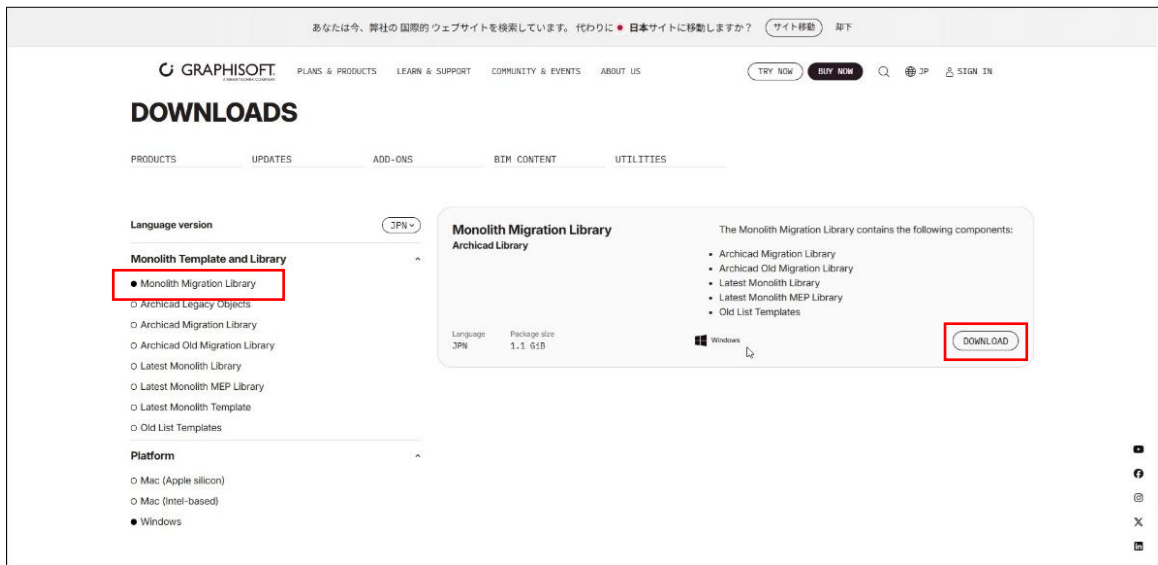 あなたは今、弊社の 国際的 ウェブサイトを検索しています。 代わりに 日本サイトに移動しますか？ サイト移動 却下
GRAPHISOFT. PLANS & PRODUCTS LEARN & SUPPORT COMMUNITY & EVENTS ABOUT US TRY NOW BUY NOW JP SIGN IN
DOWNLOADS
PRODUCTS UPDATES ADD-ONS BIM CONTENT UTILITIES
Language version JPN
Monolith Template and Library
Monolith Migration Library
Archicad Legacy Objects
Archicad Migration Library
Archicad Old Migration Library
Latest Monolith Library
Latest Monolith MEP Library
Latest Monolith Template
Old List Templates
Platform
Mac (Apple silicon)
Mac (Intel-based)
Windows
Monolith Migration Library
Archicad Library
Language Package size
JPN 1.1 GiB
The Monolith Migration Library contains the following components:
• Archicad Migration Library
• Archicad Old Migration Library
• Latest Monolith Library
• Latest Monolith MEP Library
• Old List Templates
Windows
DOWNLOAD